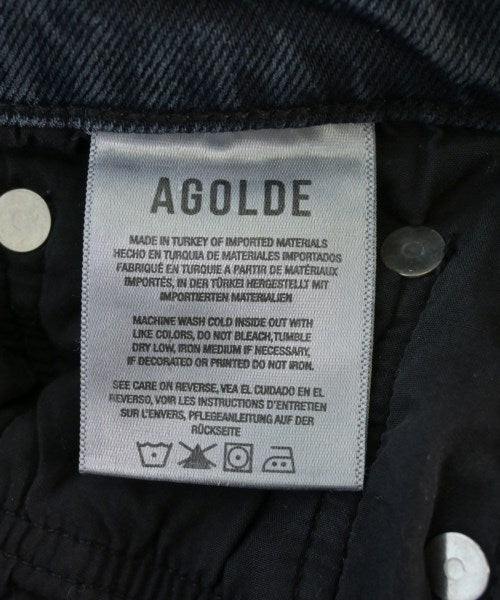 AGOLDE
MADE IN TURKEY OF IMPORTED MATERIALS
HECHO EN TURQUIA DE MATERIALES IMPORTADOS
FABRIQUÉ EN TURQUIE A PARTIR DE MATÉRIAUX
IMPORTÉS, IN DER TÜRKEI HERGESTELLT MIT
IMPORTIERTEN MATERIALIEN
MACHINE WASH COLD INSIDE OUT WITH
LIKE COLORS, DO NOT BLEACH,TUMBLE
DRY LOW, IRON MEDIUM IF NECESSARY,
IF DECORATED OR PRINTED DO NOT IRON.
SEE CARE ON REVERSE, VEA EL CUIDADO EN EL
REVERSO, VOIR LES INSTRUCTIONS D'ENTRETIEN
SUR L'ENVERS, PFLEGEANLEITUNG AUF DER
RÜCKSEITE